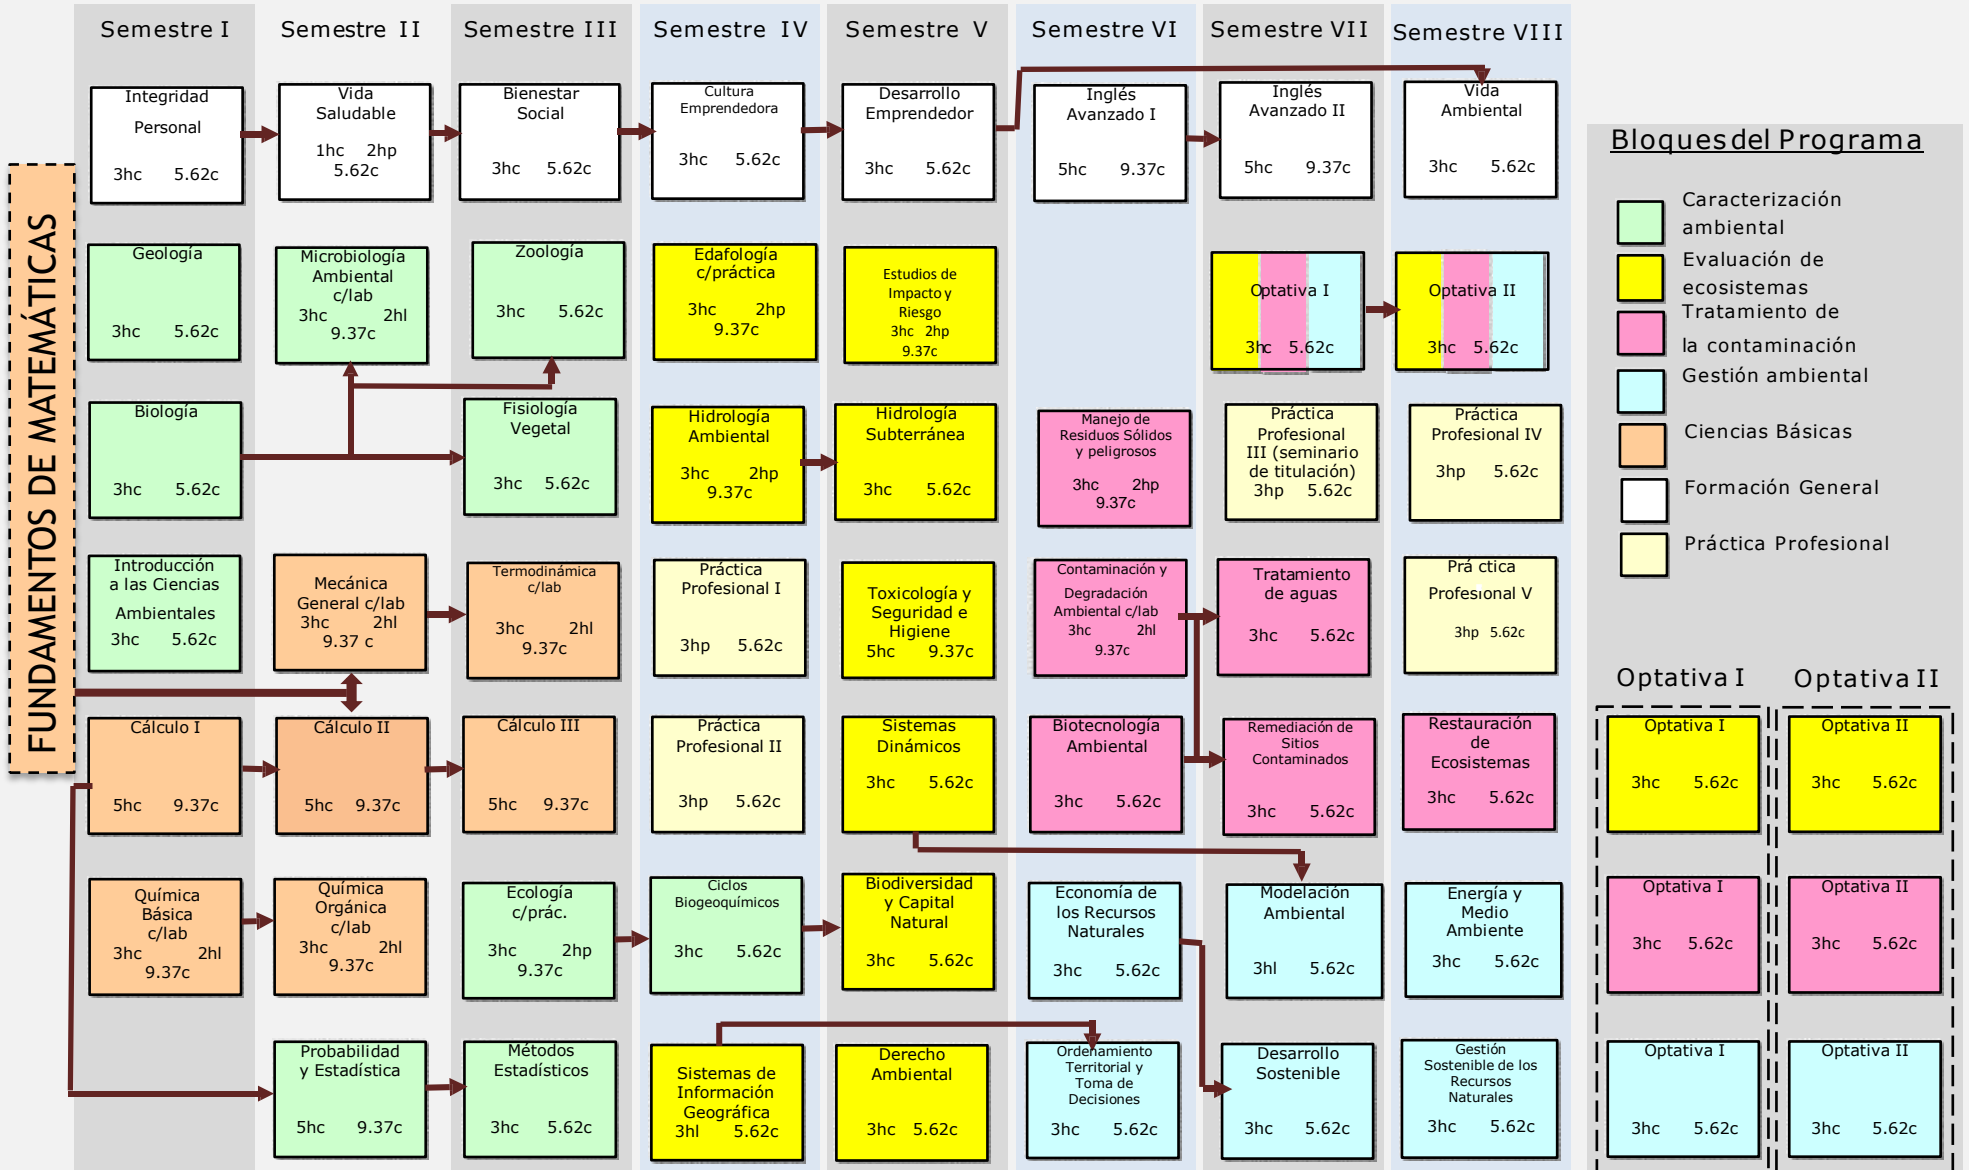 Semestre I
Semestre II
Semestre III
Semestre IV
Semestre V
Semestre VI
Semestre VII
Semestre VIII
FUNDAMENTOS DE MATEMÁTICAS
Integridad
Personal
3hc 5.62c
Vida
Saludable
1hc 2hp
5.62c
Bienestar
Social
3hc 5.62c
Cultura
Emprendedora
3hc 5.62c
Desarrollo
Emprendedor
3hc 5.62c
Inglés
Avanzado I
5hc 9.37c
Inglés
Avanzado II
5hc 9.37c
Vida
Ambiental
3hc 5.62c
Geología
3hc 5.62c
Microbiología
Ambiental
c/lab
3hc 2hl
9.37c
Zoología
3hc 5.62c
Edafología
c/práctica
3hc 2hp
9.37c
Estudios de
Impacto y
Riesgo
3hc 2hp
9.37c
Optativa I
3hc 5.62c
Optativa II
3hc 5.62c
Biología
3hc 5.62c
Fisiología
Vegetal
3hc 5.62c
Hidrología
Ambiental
3hc 2hp
9.37c
Hidrología
Subterránea
3hc 5.62c
Manejo de
Residuos Sólidos
y peligrosos
3hc 2hp
9.37c
Práctica
Profesional
III (seminario
de titulación)
3hp 5.62c
Práctica
Profesional IV
3hp 5.62c
Introducción
a las Ciencias
Ambientales
3hc 5.62c
Mecánica
General c/lab
3hc 2hl
9.37 c
Termodinámica
c/lab
3hc 2hl
9.37c
Práctica
Profesional I
3hp 5.62c
Toxicología y
Seguridad e
Higiene
5hc 9.37c
Contaminación y
Degradación
Ambiental c/lab
3hc 2hl
9.37c
Tratamiento
de aguas
3hc 5.62c
Prá ctica
Profesional V
3hp 5.62c
Cálculo I
5hc 9.37c
Cálculo II
5hc 9.37c
Cálculo III
5hc 9.37c
Práctica
Profesional II
3hp 5.62c
Sistemas
Dinámicos
3hc 5.62c
Biotecnología
Ambiental
3hc 5.62c
Remediación de
Sitios
Contaminados
3hc 5.62c
Restauración
de
Ecosistemas
3hc 5.62c
Química
Básica
c/lab
3hc 2hl
9.37c
Química
Orgánica
c/lab
3hc 2hl
9.37c
Ecología
c/prác.
3hc 2hp
9.37c
Ciclos
Biogeoquímicos
3hc 5.62c
Biodiversidad
y Capital
Natural
3hc 5.62c
Economía de
los Recursos
Naturales
3hc 5.62c
Modelación
Ambiental
3hl 5.62c
Energía y
Medio
Ambiente
3hc 5.62c
Probabilidad
y Estadística
5hc 9.37c
Métodos
Estadísticos
3hc 5.62c
Sistemas de
Información
Geográfica
3hl 5.62c
Derecho
Ambiental
3hc 5.62c
Ordenamiento
Territorial y
Toma de
Decisiones
3hc 5.62c
Desarrollo
Sostenible
3hc 5.62c
Gestión
Sostenible de los
Recursos
Naturales
3hc 5.62c
Bloques del Programa
Caracterización
ambiental
Evaluación de
ecosistemas
Tratamiento de
la contaminación
Gestión ambiental
Ciencias Básicas
Formación General
Práctica Profesional
Optativa I
Optativa II
Optativa I
3hc 5.62c
Optativa II
3hc 5.62c
Optativa I
3hc 5.62c
Optativa II
3hc 5.62c
Optativa I
3hc 5.62c
Optativa II
3hc 5.62c